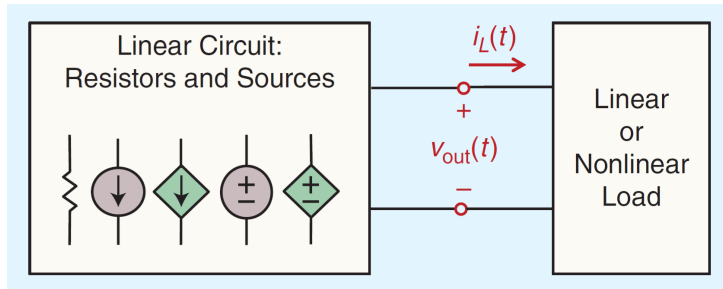 Linear Circuit:
Resistors and Sources
i_L(t)
+
v_out(t)
−
Linear
or
Nonlinear
Load
+
−
+
−